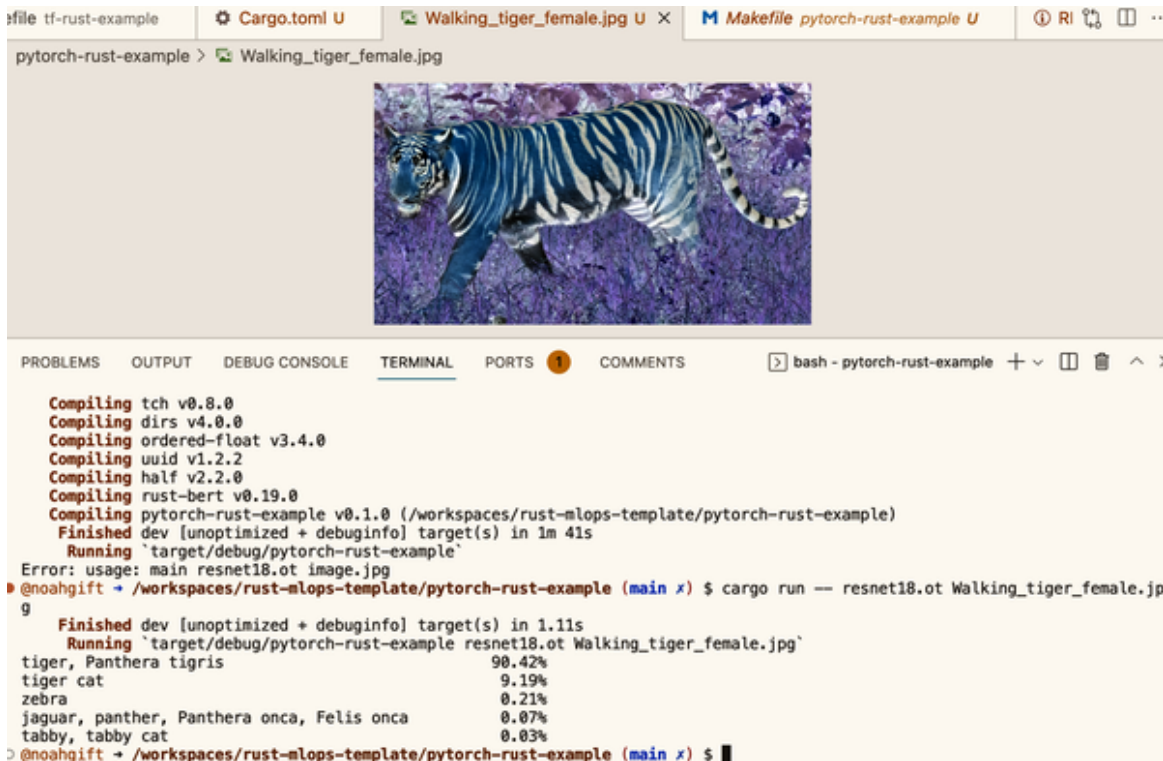 efile tf-rust-example Cargo.toml U Walking_tiger_female.jpg U × M Makefile pytorch-rust-example U RI
pytorch-rust-example > Walking_tiger_female.jpg
PROBLEMS OUTPUT DEBUG CONSOLE TERMINAL PORTS 1 COMMENTS bash - pytorch-rust-example
Compiling tch v0.8.0
Compiling dirs v4.0.0
Compiling ordered-float v3.4.0
Compiling uuid v1.2.2
Compiling half v2.2.0
Compiling rust-bert v0.19.0
Compiling pytorch-rust-example v0.1.0 (/workspaces/rust-mlops-template/pytorch-rust-example)
Finished dev [unoptimized + debuginfo] target(s) in 1m 41s
Running `target/debug/pytorch-rust-example`
Error: usage: main resnet18.ot image.jpg
@noahgift → /workspaces/rust-mlops-template/pytorch-rust-example (main ✗) $ cargo run -- resnet18.ot Walking_tiger_female.jp
g
Finished dev [unoptimized + debuginfo] target(s) in 1.11s
Running `target/debug/pytorch-rust-example resnet18.ot Walking_tiger_female.jpg`
tiger, Panthera tigris 90.42%
tiger cat 9.19%
zebra 0.21%
jaguar, panther, Panthera onca, Felis onca 0.07%
tabby, tabby cat 0.03%
@noahgift → /workspaces/rust-mlops-template/pytorch-rust-example (main ✗) $